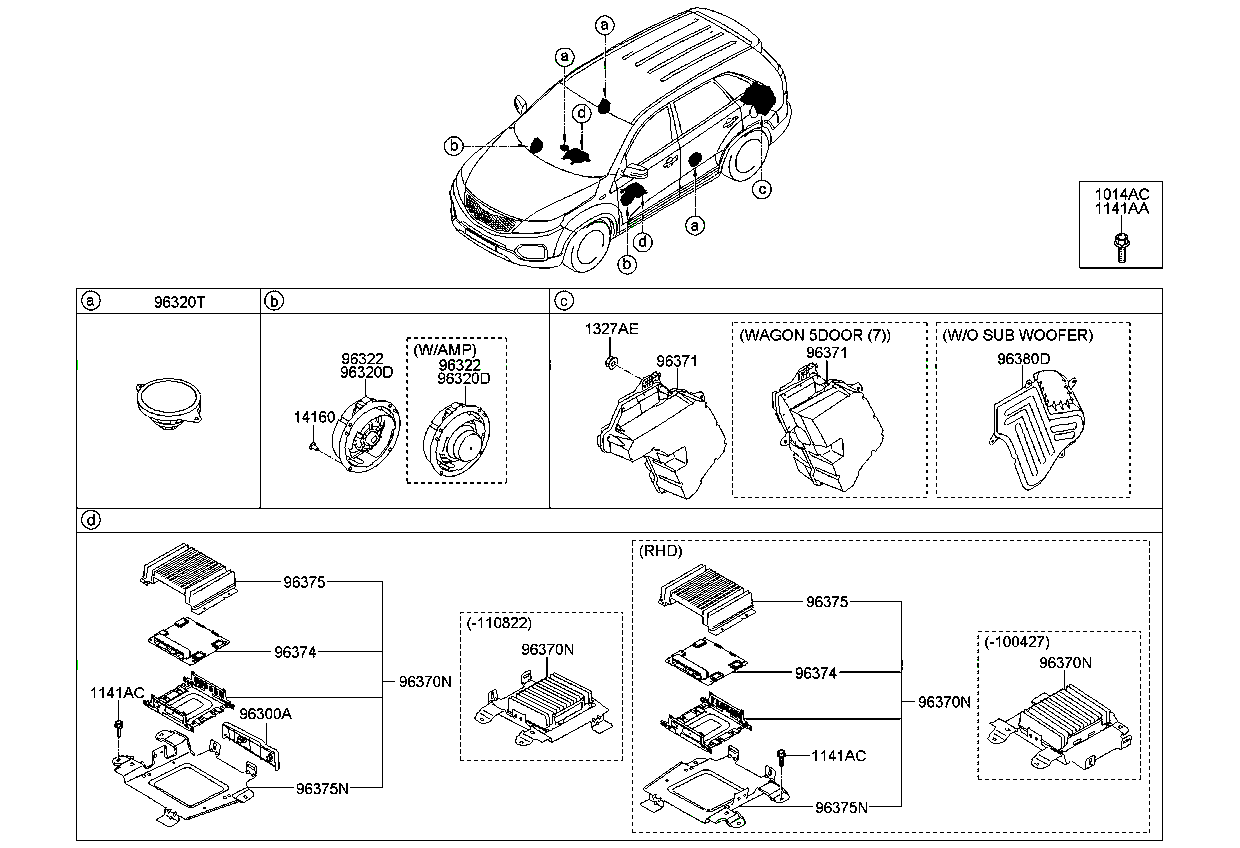 a
a
d
b
c
a
d
b
1014AC
1141AA
a
96320T
b
c
96322
96320D
14160
(W/AMP)
96322
96320D
1327AE
96371
(WAGON 5DOOR (7))
96371
(W/O SUB WOOFER)
96380D
d
96375
96374
96370N
1141AC
96300A
96375N
(-110822)
96370N
(RHD)
96375
96374
96370N
1141AC
96375N
(-100427)
96370N